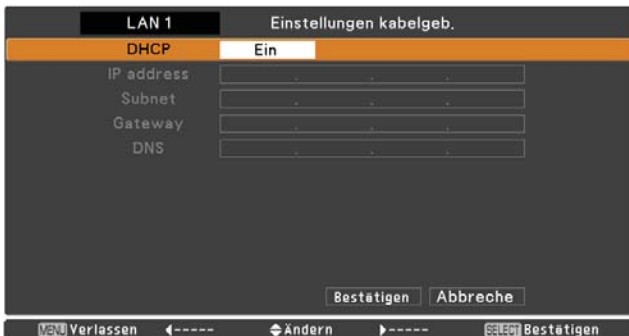 LAN 1 Einstellungen kabelgeb.
DHCP Ein
IP address . . .
Subnet . . .
Gateway . . .
DNS . . .
Bestätigen Abbreche
MENU Verlassen ◀----- ♦Ändern ▶----- SELECT Bestätigen